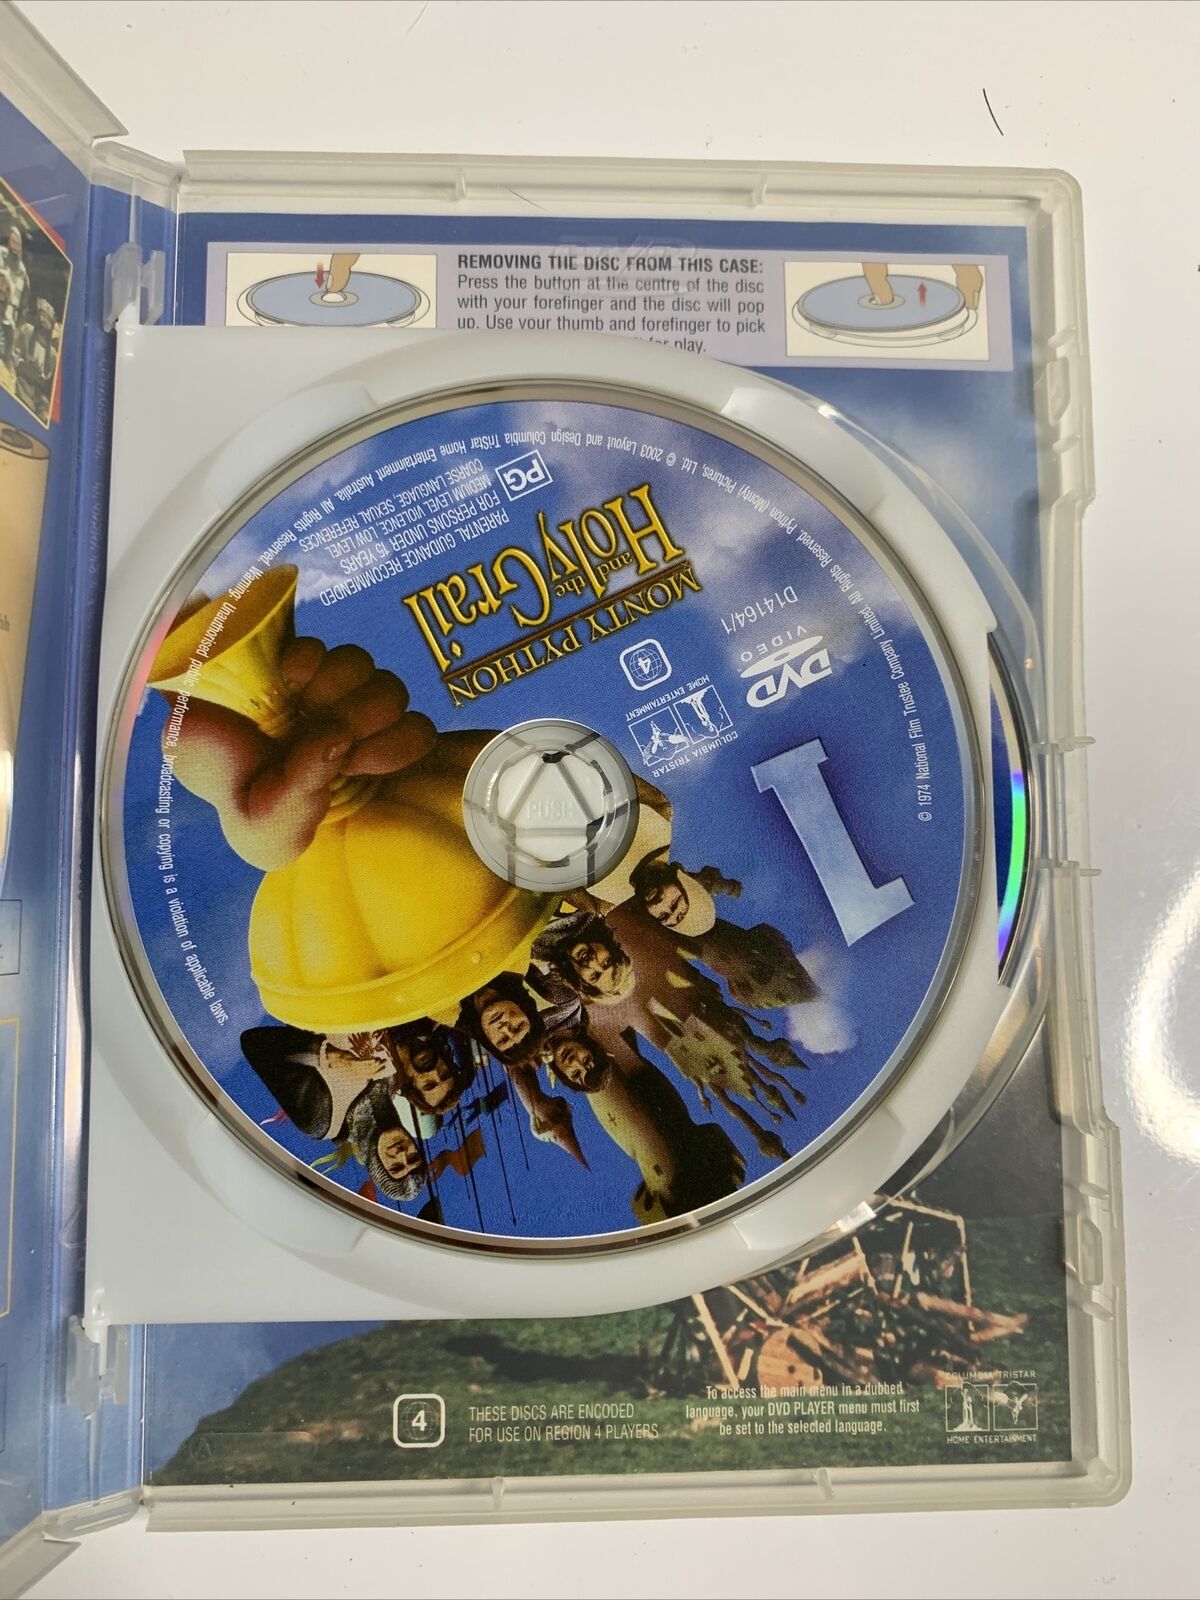 REMOVING THE DISC FROM THIS CASE:
Press the button at the centre of the disc
with your forefinger and the disc will pop
up. Use your thumb and forefinger to pick
for play.
MONTY PYTHON
and the
Holy Grail
PG
PARENTAL GUIDANCE RECOMMENDED
FOR PERSONS UNDER 15 YEARS
MEDIUM LEVEL VIOLENCE, LOW LEVEL
COARSE LANGUAGE, SEXUAL REFERENCES
4
DVD
VIDEO
D14164/1
COLUMBIA TRISTAR
HOME ENTERTAINMENT
1
PUSH
© 1974 National Film Trustee Company Limited. All Rights Reserved. Python (Monty) Pictures, Ltd. © 2003 Layout and Design Columbia TriStar Home Entertainment Australia. All Rights Reserved. Warning: Unauthorised public performance, broadcasting or copying is a violation of applicable laws.
4
THESE DISCS ARE ENCODED
FOR USE ON REGION 4 PLAYERS
To access the main menu in a dubbed
language, your DVD PLAYER menu must first
be set to the selected language.
COLUMBIA TRISTAR
HOME ENTERTAINMENT